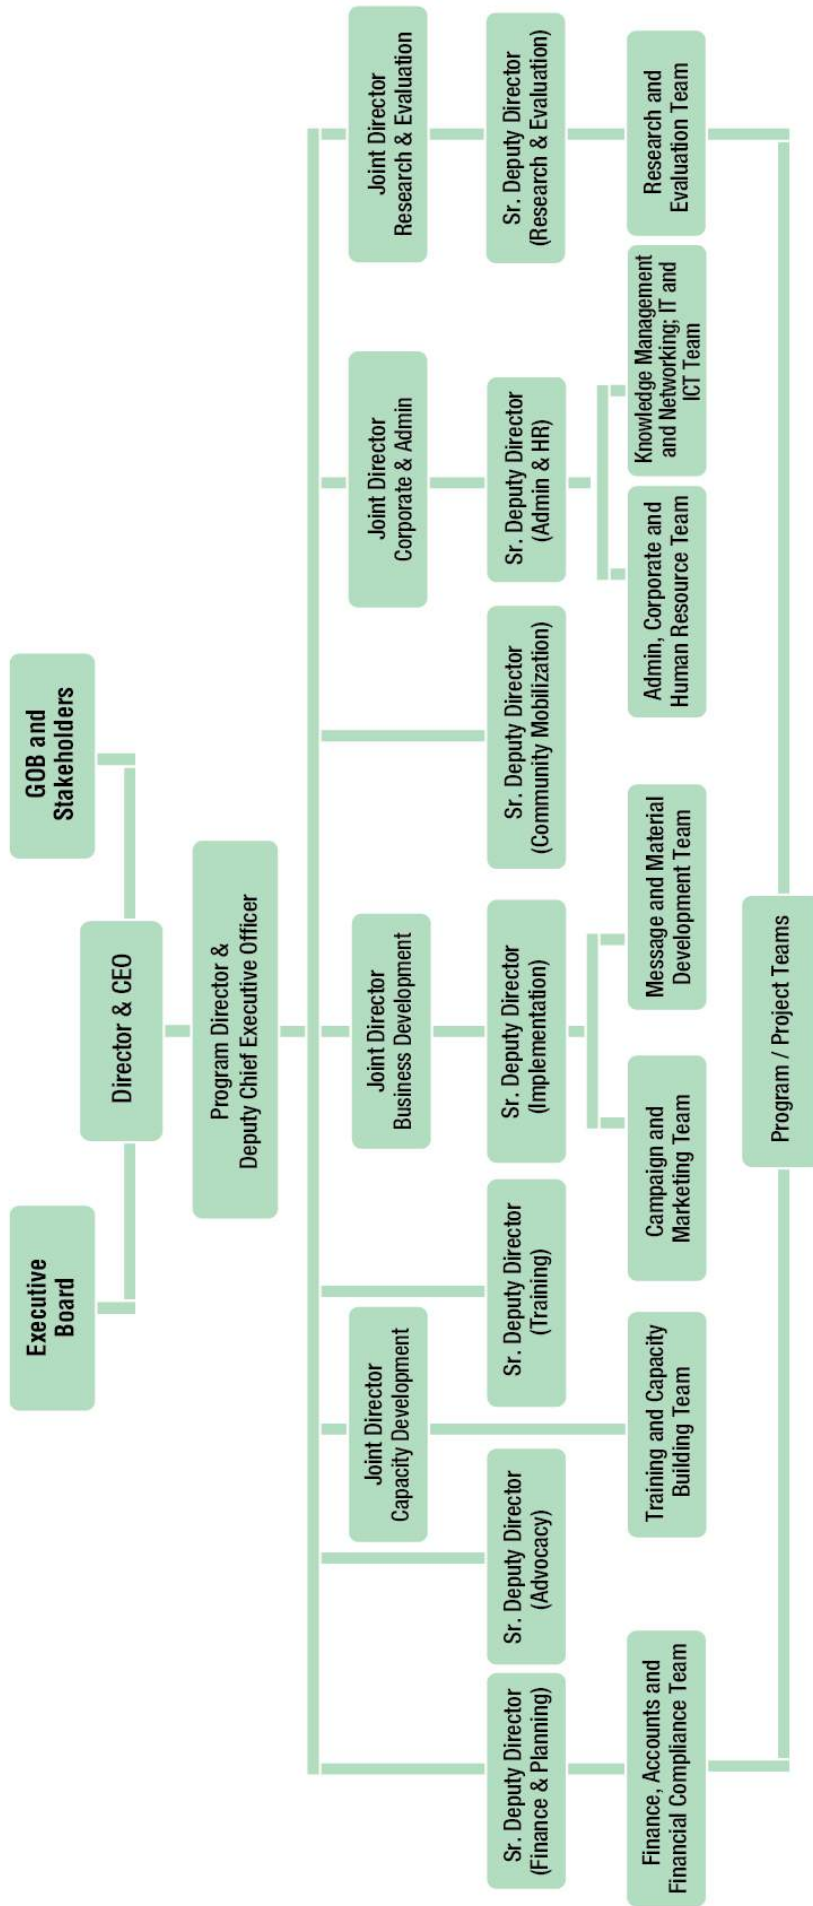 Executive
Board
GOB and
Stakeholders
Director & CEO
Program Director &
Deputy Chief Executive Officer
Joint Director
Capacity Development
Joint Director
Business Development
Joint Director
Corporate & Admin
Joint Director
Research & Evaluation
Sr. Deputy Director
(Finance & Planning)
Sr. Deputy Director
(Advocacy)
Sr. Deputy Director
(Training)
Sr. Deputy Director
(Implementation)
Sr. Deputy Director
(Community Mobilization)
Sr. Deputy Director
(Admin & HR)
Sr. Deputy Director
(Research & Evaluation)
Finance, Accounts and
Financial Compliance Team
Training and Capacity
Building Team
Campaign and
Marketing Team
Message and Material
Development Team
Admin, Corporate and
Human Resource Team
Knowledge Management
and Networking; IT and
ICT Team
Research and
Evaluation Team
Program / Project Teams